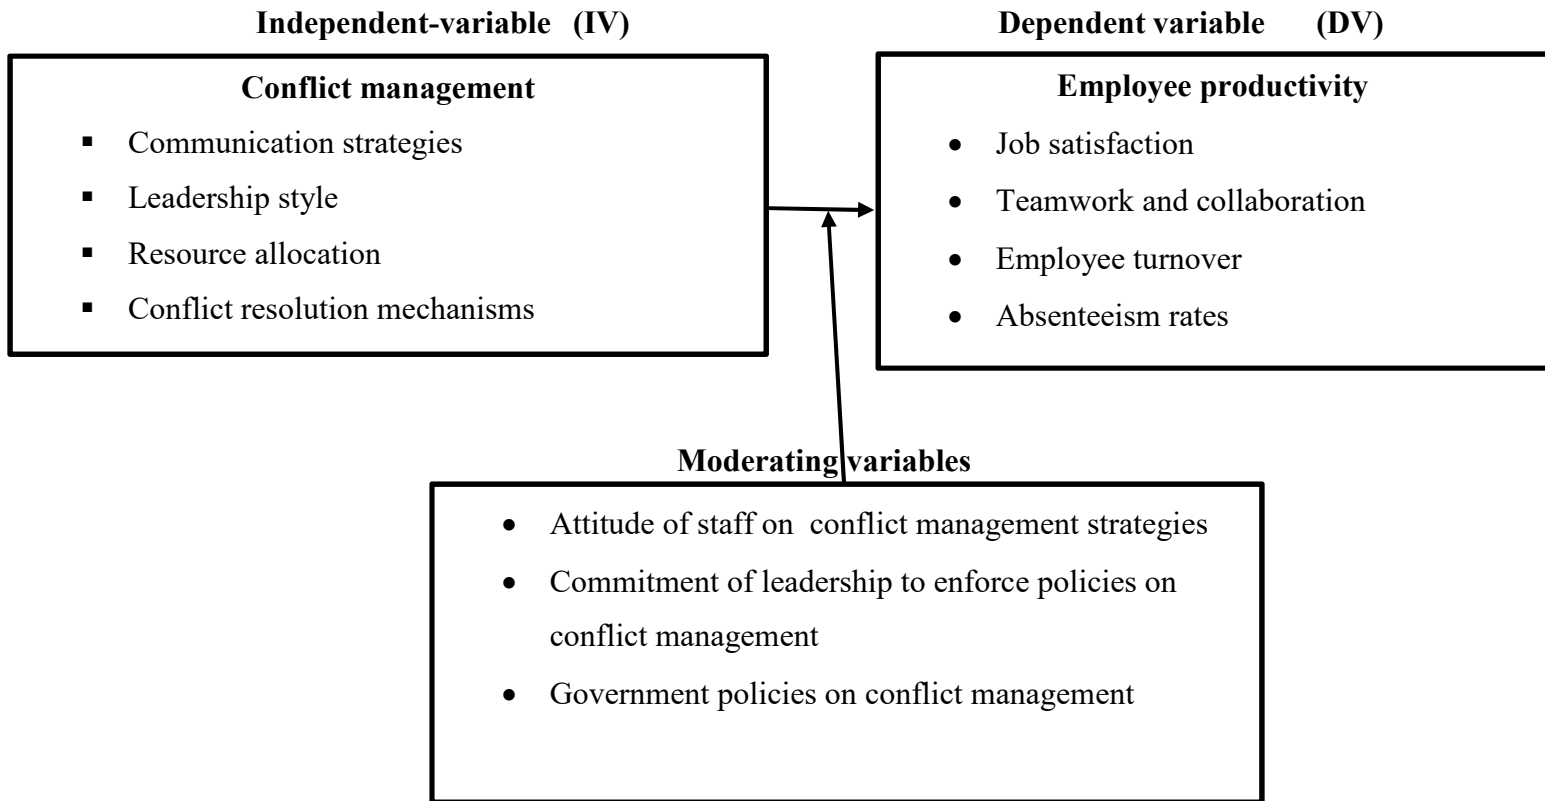 Independent-variable (IV)
Dependent variable (DV)
Conflict management
▪ Communication strategies
▪ Leadership style
▪ Resource allocation
▪ Conflict resolution mechanisms
Employee productivity
• Job satisfaction
• Teamwork and collaboration
• Employee turnover
• Absenteeism rates
Moderating variables
• Attitude of staff on conflict management strategies
• Commitment of leadership to enforce policies on
conflict management
• Government policies on conflict management